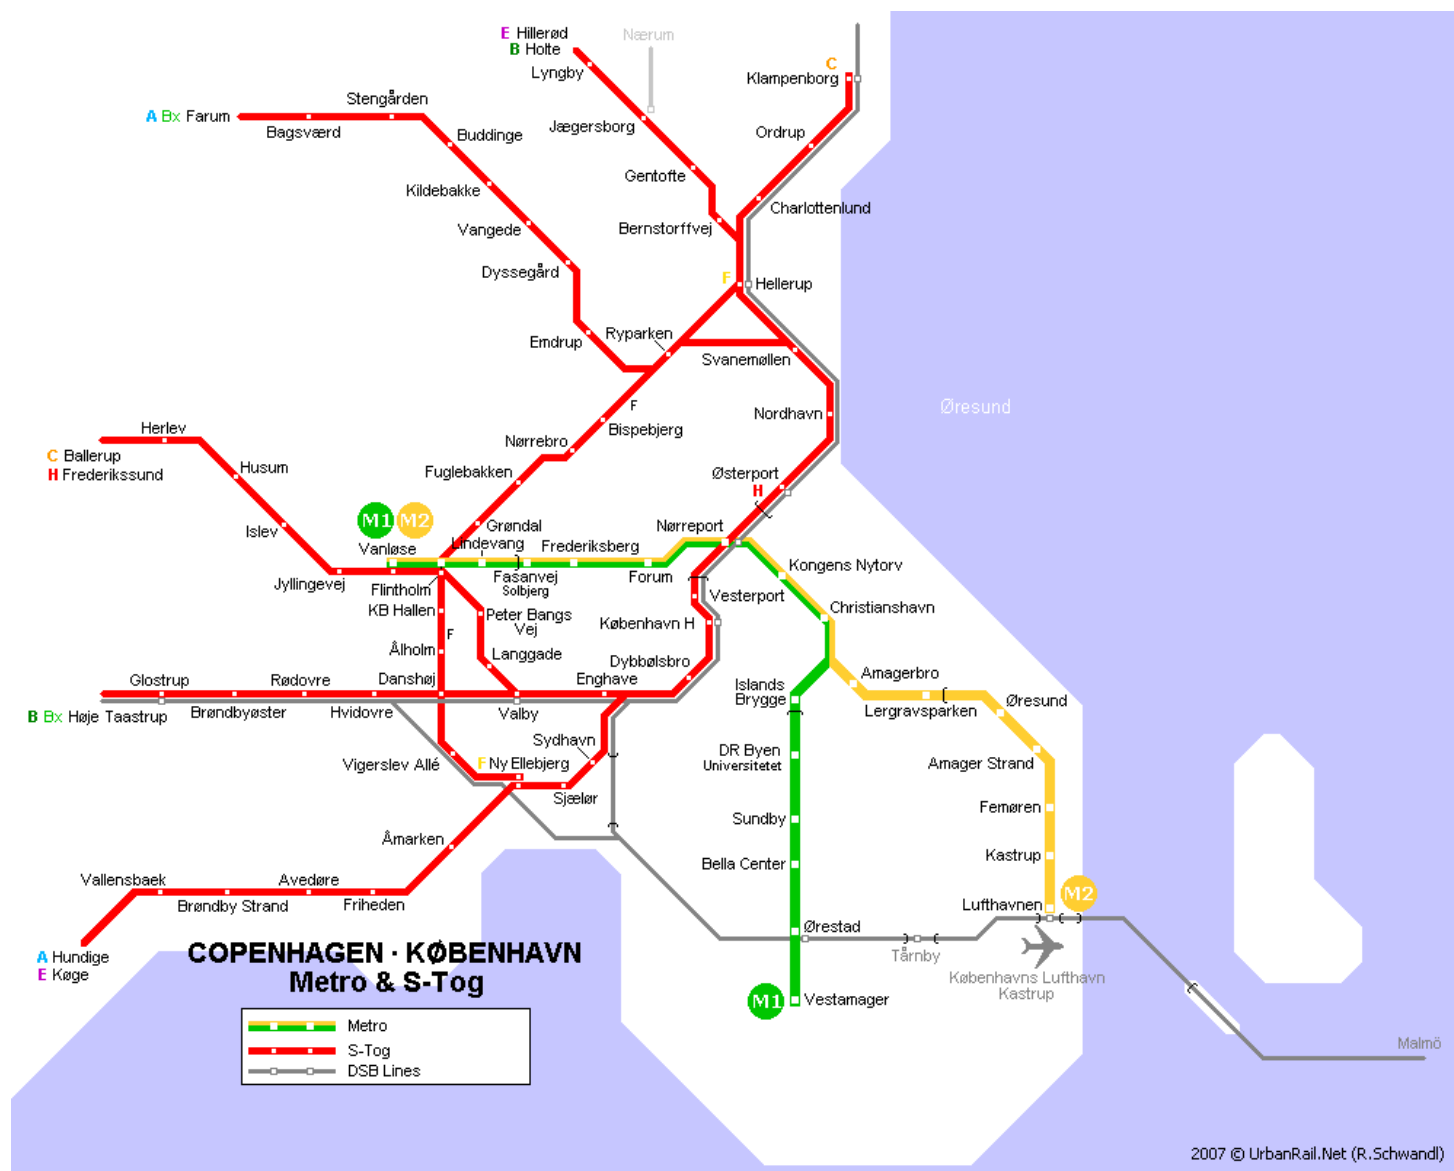 E Hillerød
B Holte
Nærum
C
Lyngby
Klampenborg
Stengården
A Bx Farum
Bagsværd
Jægersborg
Ordrup
Buddinge
Gentofte
Kildebakke
Charlottenlund
Vangede
Bernstorffvej
Dyssegård
F
Hellerup
Ryparken
Emdrup
Svanemøllen
F
Øresund
Nordhavn
Bispebjerg
Herlev
Nørrebro
C Ballerup
Husum
H Frederikssund
Fuglebakken
Østerport
H
M1 M2
Islev
Grøndal
Nørreport
Vanløse
Lindevang
Frederiksberg
Kongens Nytorv
Jyllingevej
Flintholm
Fasanvej
Solbjerg
Forum
Vesterport
KB Hallen
Peter Bangs
Vej
København H
Christianshavn
F
Ålholm
Langgade
Dybbølsbro
Amagerbro
Glostrup
Rødovre
Danshøj
Enghave
Islands
Brygge
Øresund
B Bx Høje Taastrup
Brøndbyøster
Hvidovre
Valby
Lergravsparken
Sydhavn
DR Byen
Universitetet
Vigerslev Allé
F Ny Ellebjerg
Amager Strand
Sjælør
Femøren
Sundby
Åmarken
Kastrup
Bella Center
Vallensbaek
Avedøre
M2
Brøndby Strand
Friheden
Lufthavnen
Ørestad
Tårnby
A Hundige
E Køge
COPENHAGEN · KØBENHAVN
Metro & S-Tog
Københavns Lufthavn
Kastrup
M1
Vestamager
Metro
S-Tog
DSB Lines
Malmö
2007 © UrbanRail.Net (R.Schwandl)